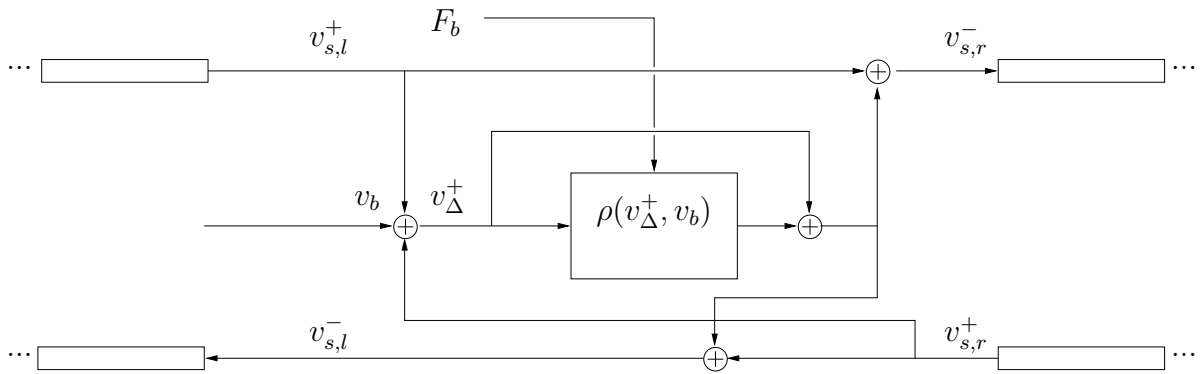 $v_{s,l}^{+}$ $F_b$ $v_{s,r}^{-}$
... ...
$v_b$ $v_{\Delta}^{+}$ $\rho(v_{\Delta}^{+}, v_b)$
$v_{s,l}^{-}$ $v_{s,r}^{+}$
... ...